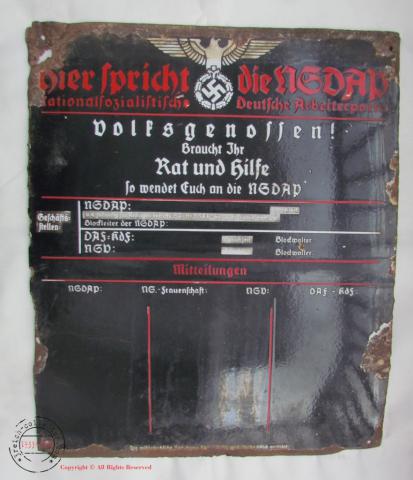 Hier spricht die NSDAP
Nationalsozialistische Deutsche Arbeiterpartei
Volksgenossen!
Braucht Ihr
Rat und Hilfe
so wendet Euch an die NSDAP
Geschäfts-
stellen:
NSDAP:
Blockleiter der NSDAP:
DAF-KdF: Blockwalter
NSV: Blockwalter
Mitteilungen
NSDAP: NS.-Frauenschaft: NSV: DAF - KdF:
Copyright © All Rights Reserved